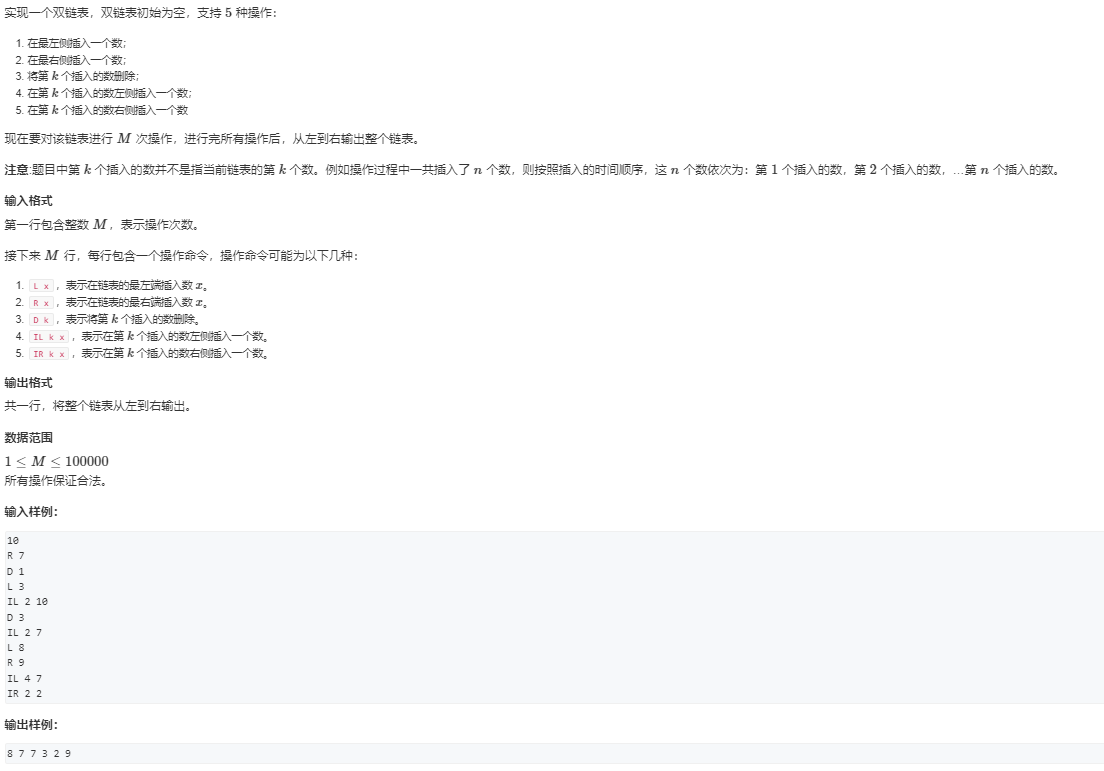 实现一个双链表，双链表初始为空，支持 5 种操作：
1. 在最左侧插入一个数；
2. 在最右侧插入一个数；
3. 将第 k 个插入的数删除；
4. 在第 k 个插入的数左侧插入一个数；
5. 在第 k 个插入的数右侧插入一个数
现在要对该链表进行 M 次操作，进行完所有操作后，从左到右输出整个链表。
注意:题目中第 k 个插入的数并不是指当前链表的第 k 个数。例如操作过程中一共插入了 n 个数，则按照插入的时间顺序，这 n 个数依次为：第 1 个插入的数，第 2 个插入的数，…第 n 个插入的数。
输入格式
第一行包含整数 M，表示操作次数。
接下来 M 行，每行包含一个操作命令，操作命令可能为以下几种：
1. L x，表示在链表的最左端插入数 x。
2. R x，表示在链表的最右端插入数 x。
3. D k，表示将第 k 个插入的数删除。
4. IL k x，表示在第 k 个插入的数左侧插入一个数。
5. IR k x，表示在第 k 个插入的数右侧插入一个数。
输出格式
共一行，将整个链表从左到右输出。
数据范围
1 ≤ M ≤ 100000
所有操作保证合法。
输入样例：
10
R 7
D 1
L 3
IL 2 10
D 3
IL 2 7
L 8
R 9
IL 4 7
IR 2 2
输出样例：
8 7 7 3 2 9